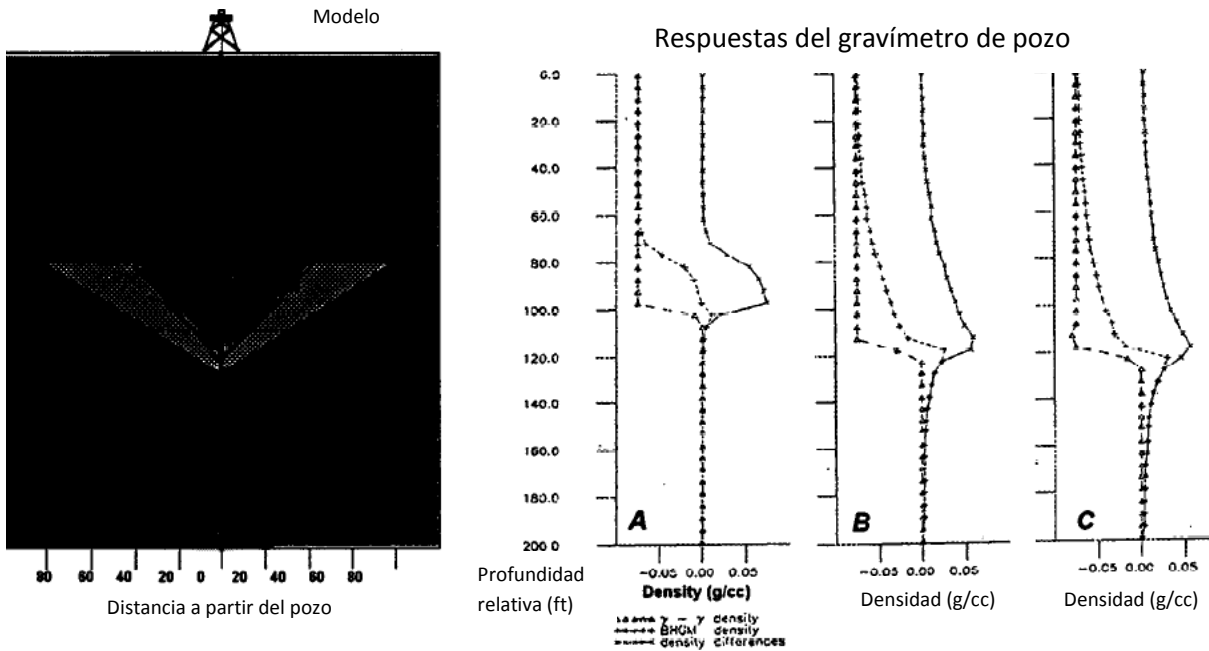 Modelo
Respuestas del gravímetro de pozo
0.0
20.0
40.0
60.0
80.0
100.0
120.0
140.0
160.0
180.0
200.0
A
B
C
80 60 40 20 0 20 40 60 80
Distancia a partir del pozo
Profundidad
relativa (ft)
-0.05 0.00 0.05
Density (g/cc)
-0.05 0.00 0.05
Densidad (g/cc)
-0.05 0.00 0.05
Densidad (g/cc)
γ - γ density
BHGM density
density differences